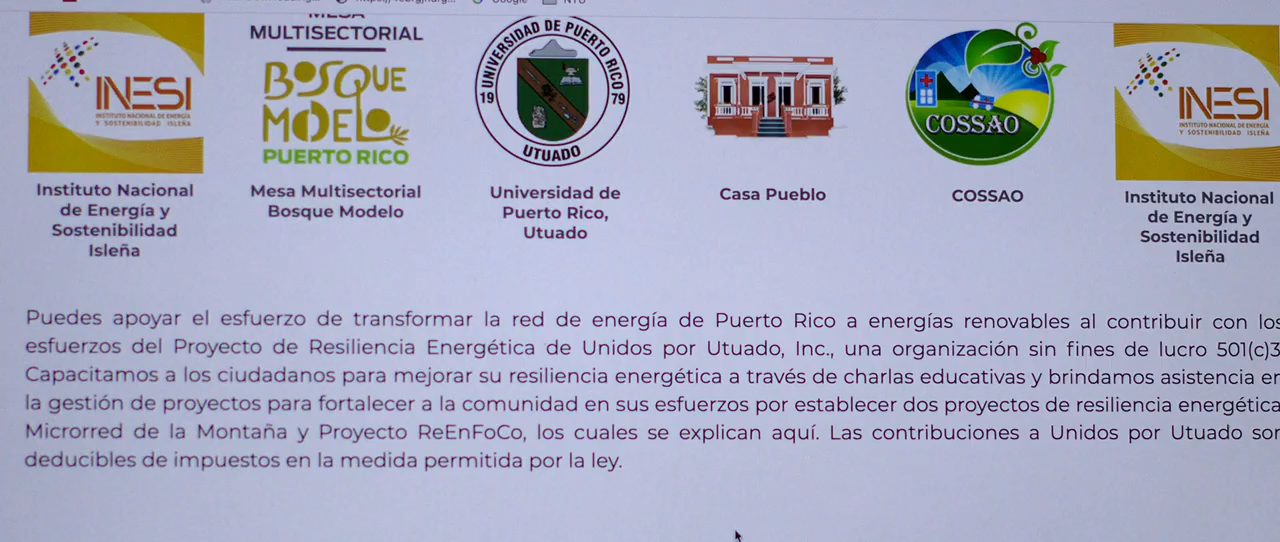 Google
NTU
MESA
MULTISECTORIAL
INESI
INSTITUTO NACIONAL DE ENERGÍA
Y SOSTENIBILIDAD ISLEÑA
BOSQUE
MODELO
PUERTO RICO
UNIVERSIDAD DE PUERTO RICO
19 79
UTUADO
COSSAO
INESI
INSTITUTO NACIONAL DE ENERGÍA
Y SOSTENIBILIDAD ISLEÑA
Instituto Nacional
de Energía y
Sostenibilidad
Isleña
Mesa Multisectorial
Bosque Modelo
Universidad de
Puerto Rico,
Utuado
Casa Pueblo
COSSAO
Instituto Nacional
de Energía y
Sostenibilidad
Isleña
Puedes apoyar el esfuerzo de transformar la red de energía de Puerto Rico a energías renovables al contribuir con los
esfuerzos del Proyecto de Resiliencia Energética de Unidos por Utuado, Inc., una organización sin fines de lucro 501(c)3
Capacitamos a los ciudadanos para mejorar su resiliencia energética a través de charlas educativas y brindamos asistencia en
la gestión de proyectos para fortalecer a la comunidad en sus esfuerzos por establecer dos proyectos de resiliencia energética
Microrred de la Montaña y Proyecto ReEnFoCo, los cuales se explican aquí. Las contribuciones a Unidos por Utuado son
deducibles de impuestos en la medida permitida por la ley.